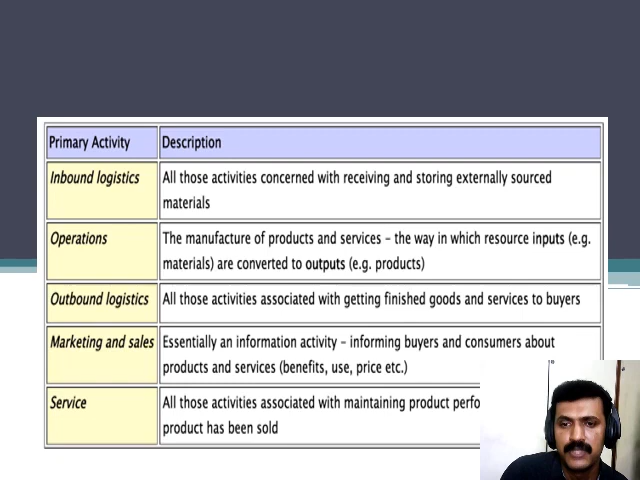 Primary Activity Description
Inbound logistics All those activities concerned with receiving and storing externally sourced
materials
Operations The manufacture of products and services – the way in which resource inputs (e.g.
materials) are converted to outputs (e.g. products)
Outbound logistics All those activities associated with getting finished goods and services to buyers
Marketing and sales Essentially an information activity – informing buyers and consumers about
products and services (benefits, use, price etc.)
Service All those activities associated with maintaining product
product has been sold